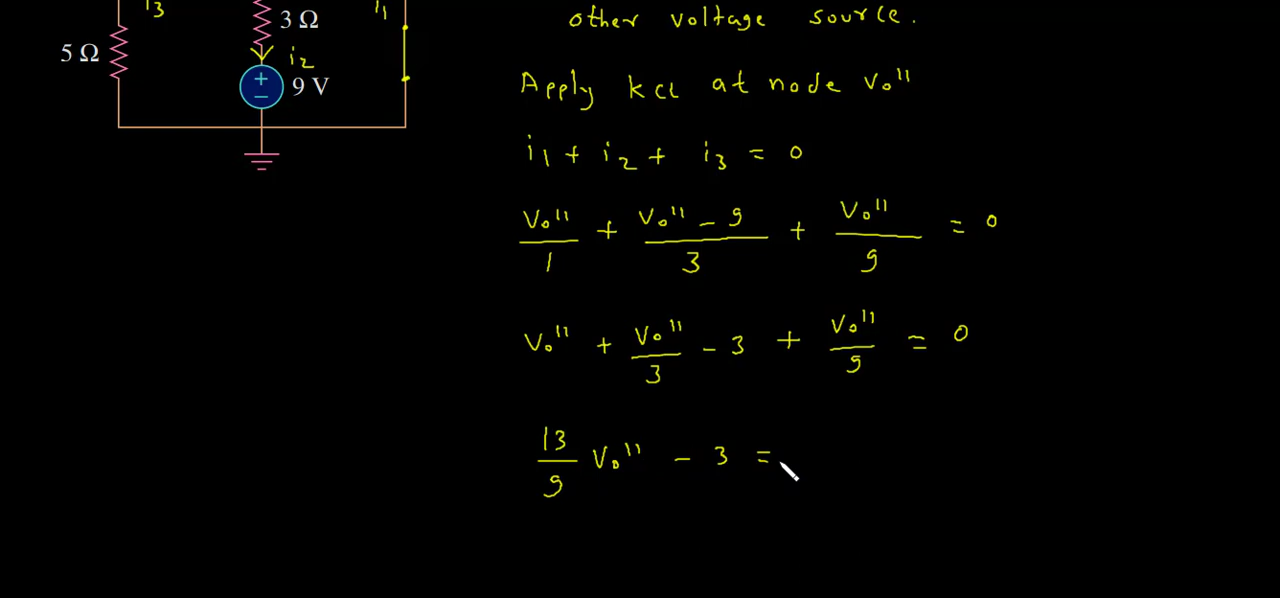 i3
3 Ω
i1
5 Ω
i2
+
−
9 V
other voltage source.
Apply kcl at node Vo''
i1 + i2 + i3 = 0
Vo''/1 + Vo'' - 9/3 + Vo''/9 = 0
Vo'' + Vo''/3 - 3 + Vo''/9 = 0
13/9 Vo'' - 3 =